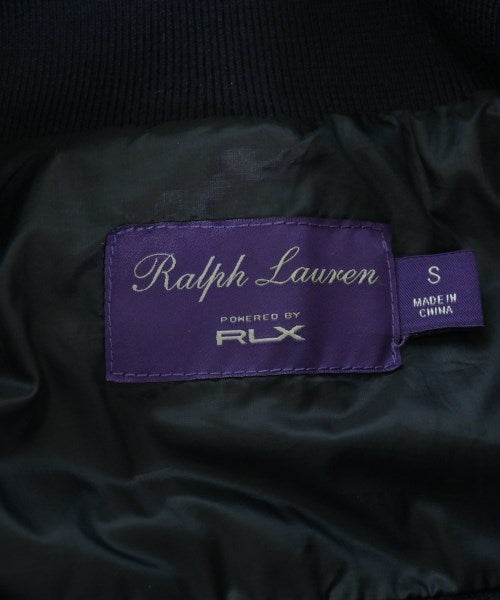 Ralph Lauren
POWERED BY
RLX
S
MADE IN
CHINA